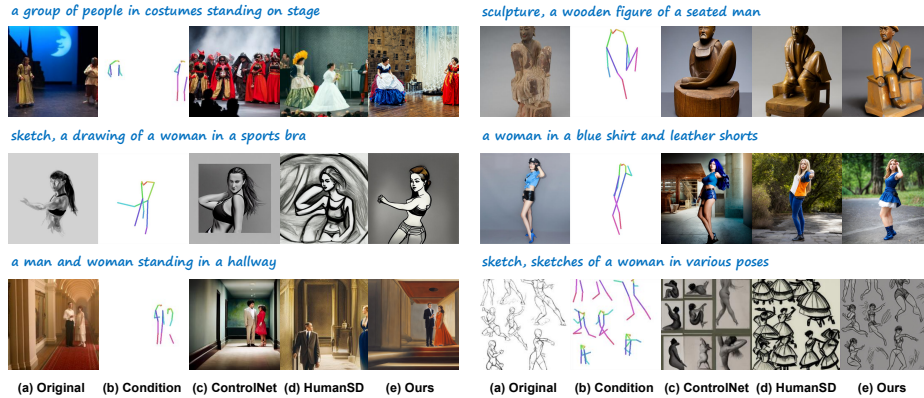 a group of people in costumes standing on stage
sculpture, a wooden figure of a seated man
sketch, a drawing of a woman in a sports bra
a woman in a blue shirt and leather shorts
a man and woman standing in a hallway
sketch, sketches of a woman in various poses
(a) Original (b) Condition (c) ControlNet (d) HumanSD (e) Ours
(a) Original (b) Condition (c) ControlNet (d) HumanSD (e) Ours